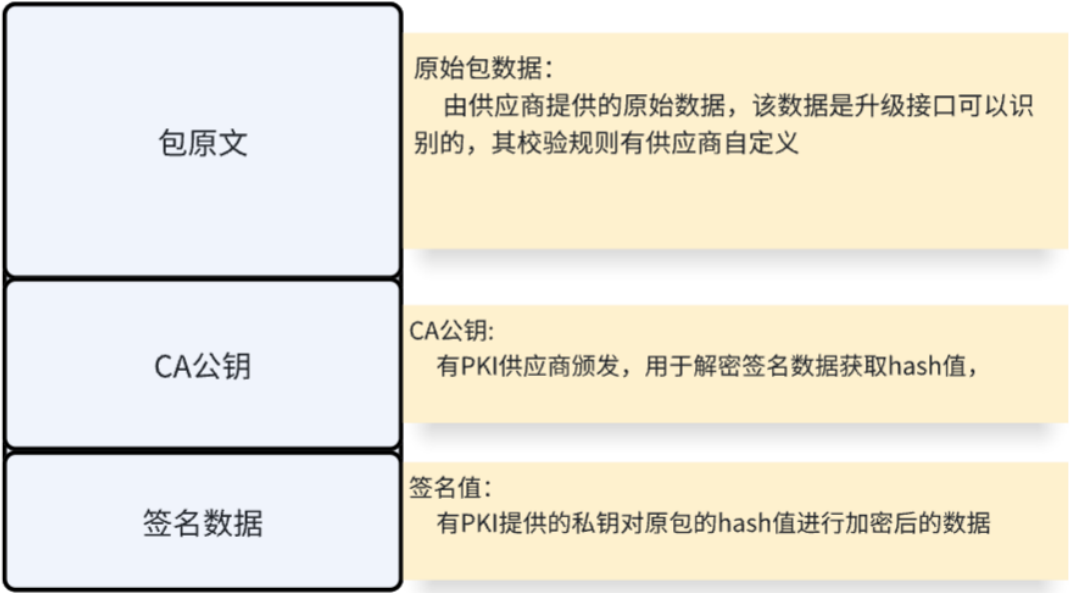 包原文
原始包数据：
由供应商提供的原始数据，该数据是升级接口可以识
别的，其校验规则有供应商自定义
CA公钥
CA公钥:
有PKI供应商颁发，用于解密签名数据获取hash值，
签名数据
签名值：
有PKI提供的私钥对原包的hash值进行加密后的数据